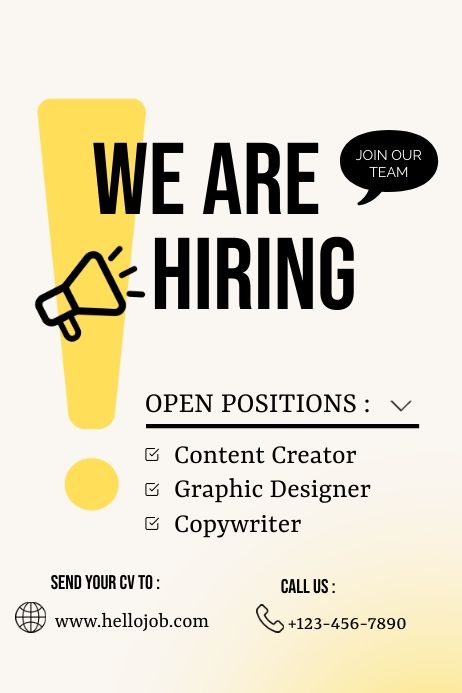 WE ARE
JOIN OUR
TEAM
HIRING
OPEN POSITIONS :
Content Creator
Graphic Designer
Copywriter
SEND YOUR CV TO :
www.hellojob.com
CALL US :
+123-456-7890